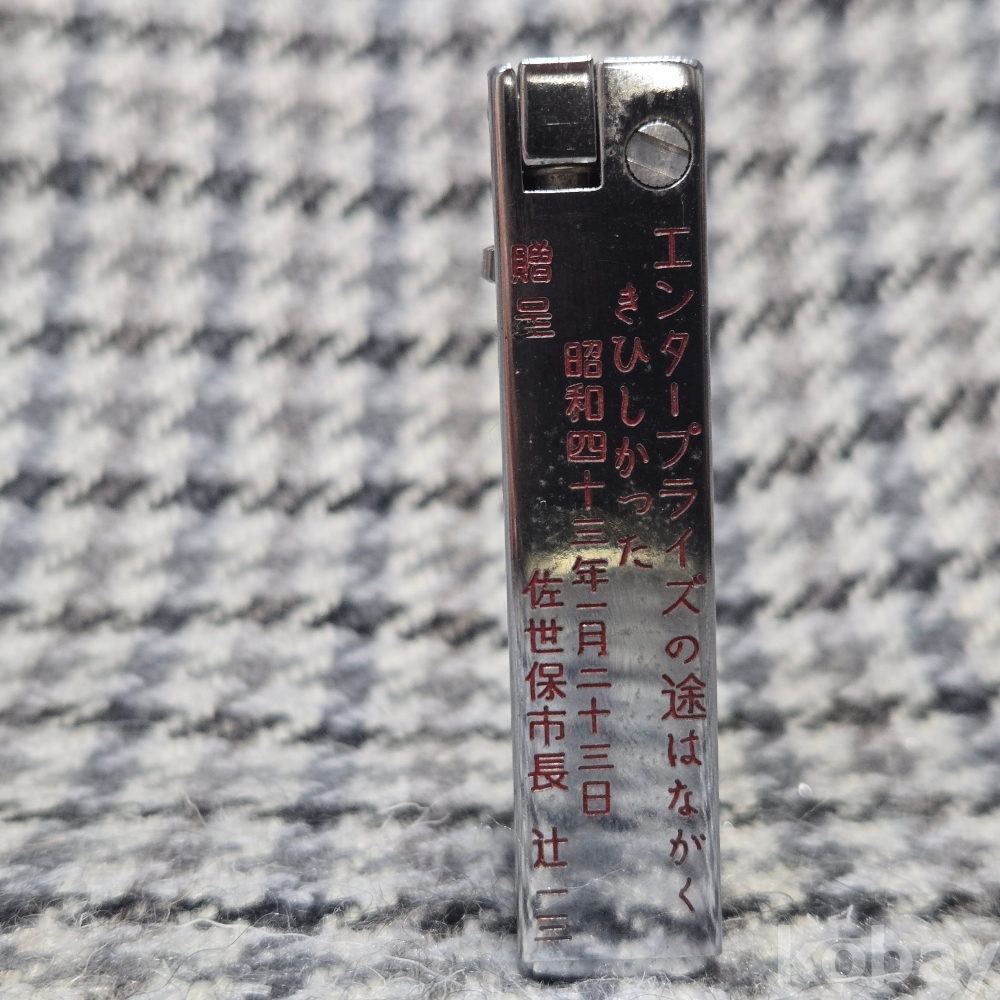 エンタープライズの途はながく
きびしかった
昭和四十三年一月二十三日
贈呈
佐世保市長 辻一三
kobay